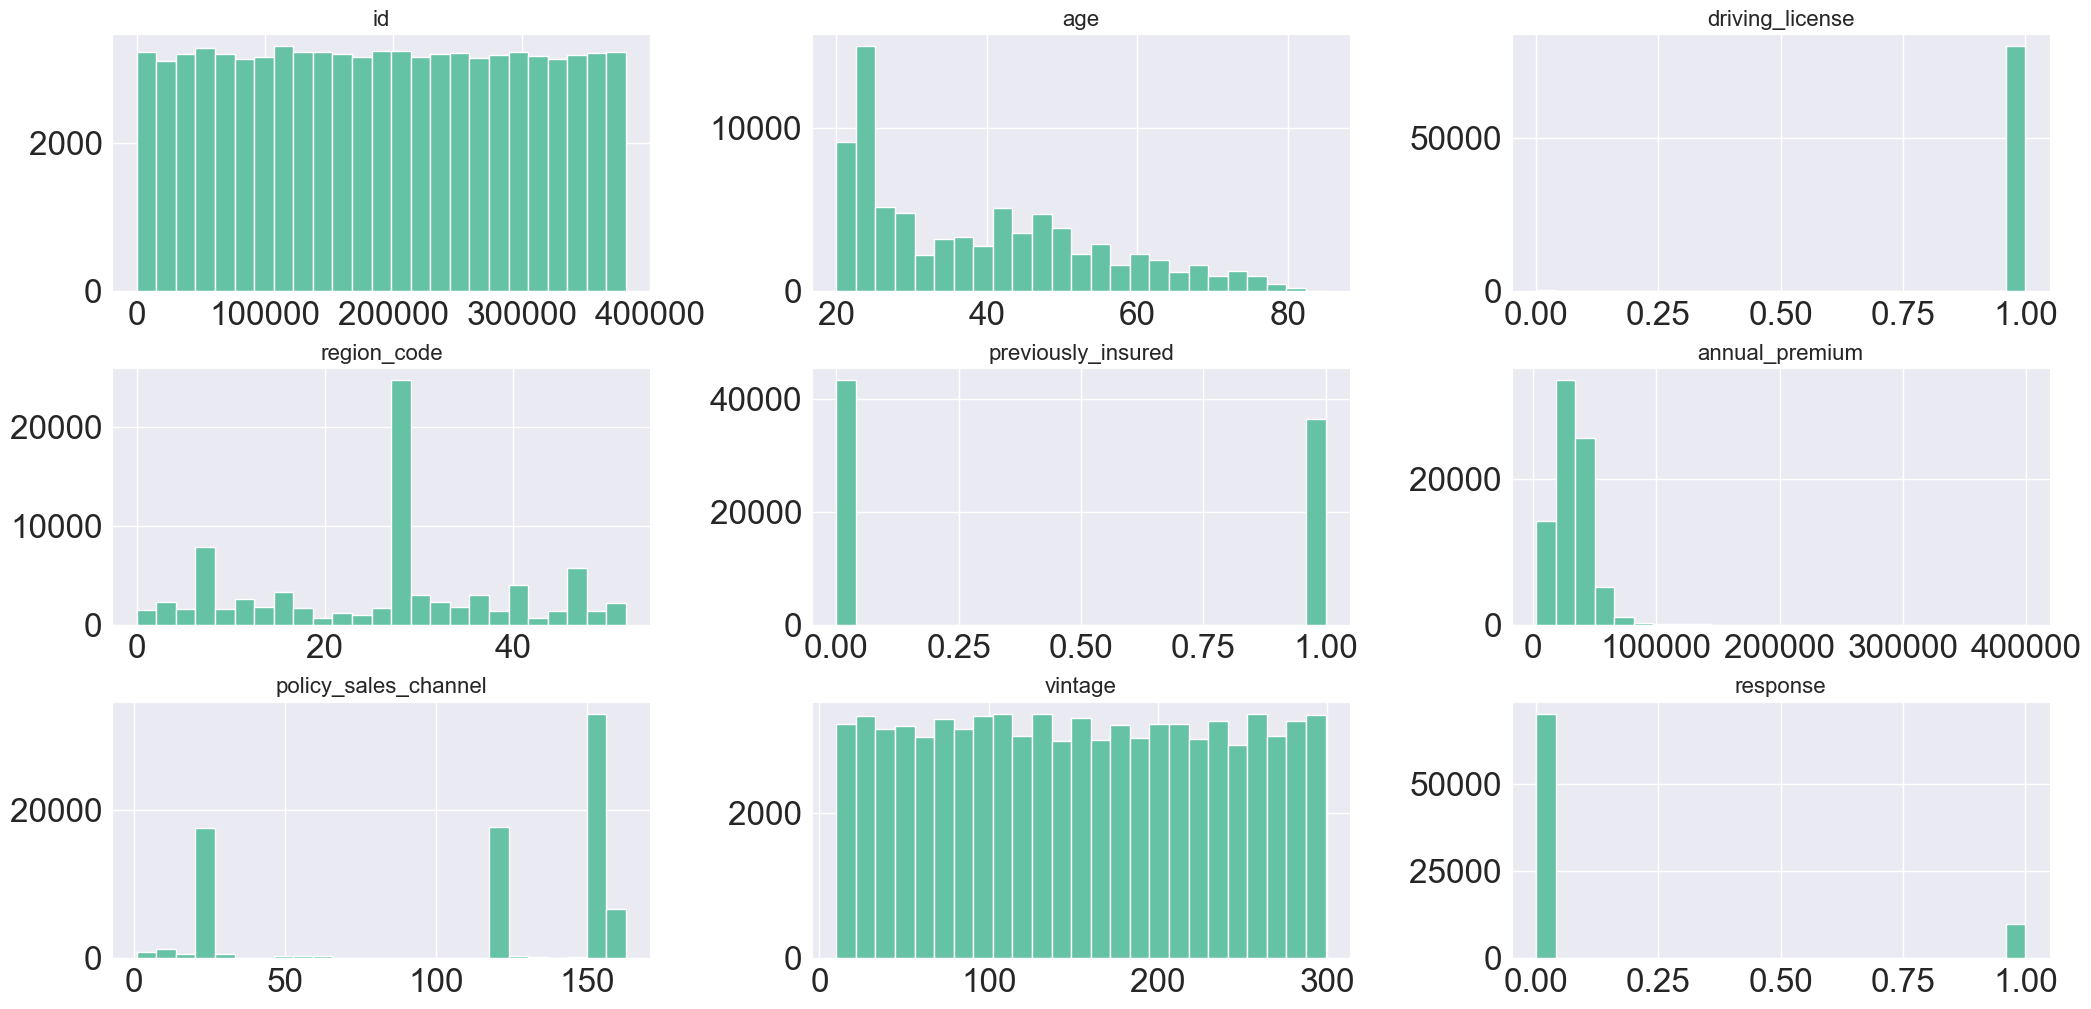 id
2000
0
0 100000 200000 300000 400000
age
10000
0
20 40 60 80
driving_license
50000
0
0.00 0.25 0.50 0.75 1.00
region_code
20000
10000
0
0 20 40
previously_insured
40000
20000
0
0.00 0.25 0.50 0.75 1.00
annual_premium
20000
0
0 100000 200000 300000 400000
policy_sales_channel
20000
0
0 50 100 150
vintage
2000
0
0 100 200 300
response
50000
25000
0
0.00 0.25 0.50 0.75 1.00